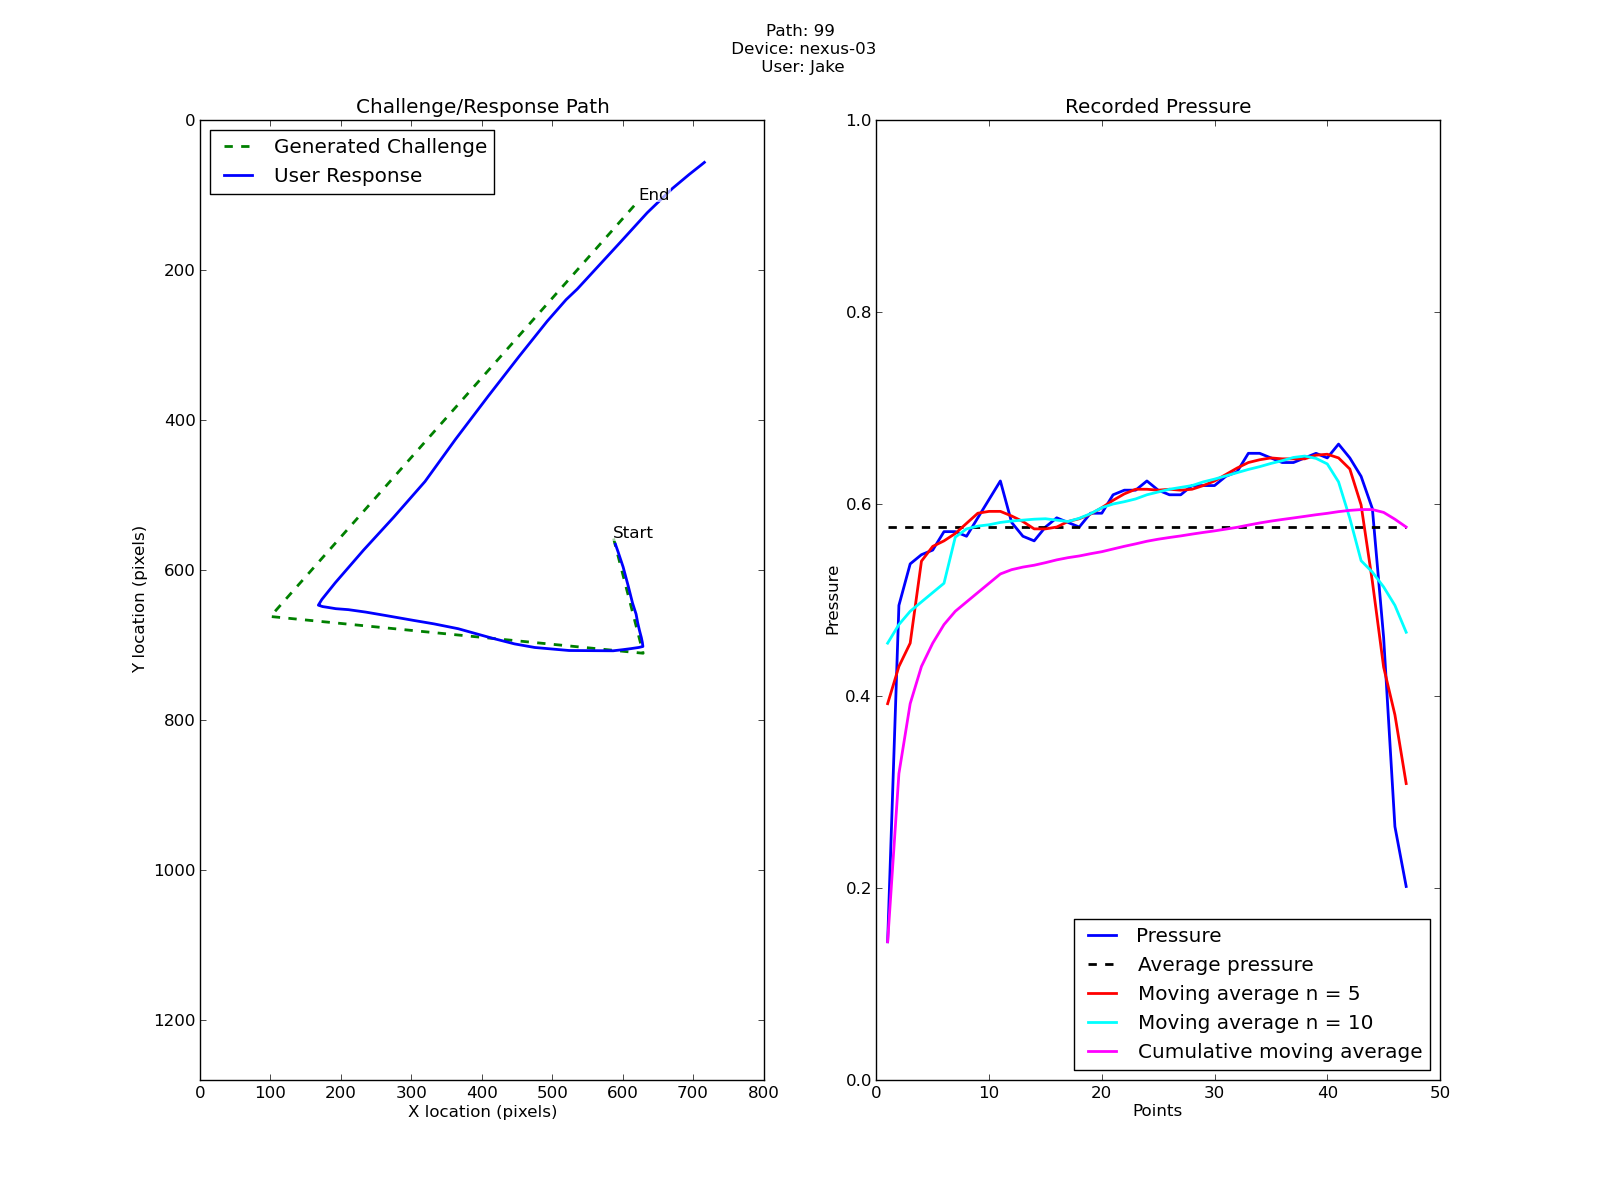 Path: 99
Device: nexus-03
User: Jake
Challenge/Response Path
Generated Challenge
User Response
End
Start
0
200
400
600
800
1000
1200
Y location (pixels)
0 100 200 300 400 500 600 700 800
X location (pixels)
Recorded Pressure
1.0
0.8
0.6
0.4
0.2
0.0
Pressure
Pressure
Average pressure
Moving average n = 5
Moving average n = 10
Cumulative moving average
0 10 20 30 40 50
Points